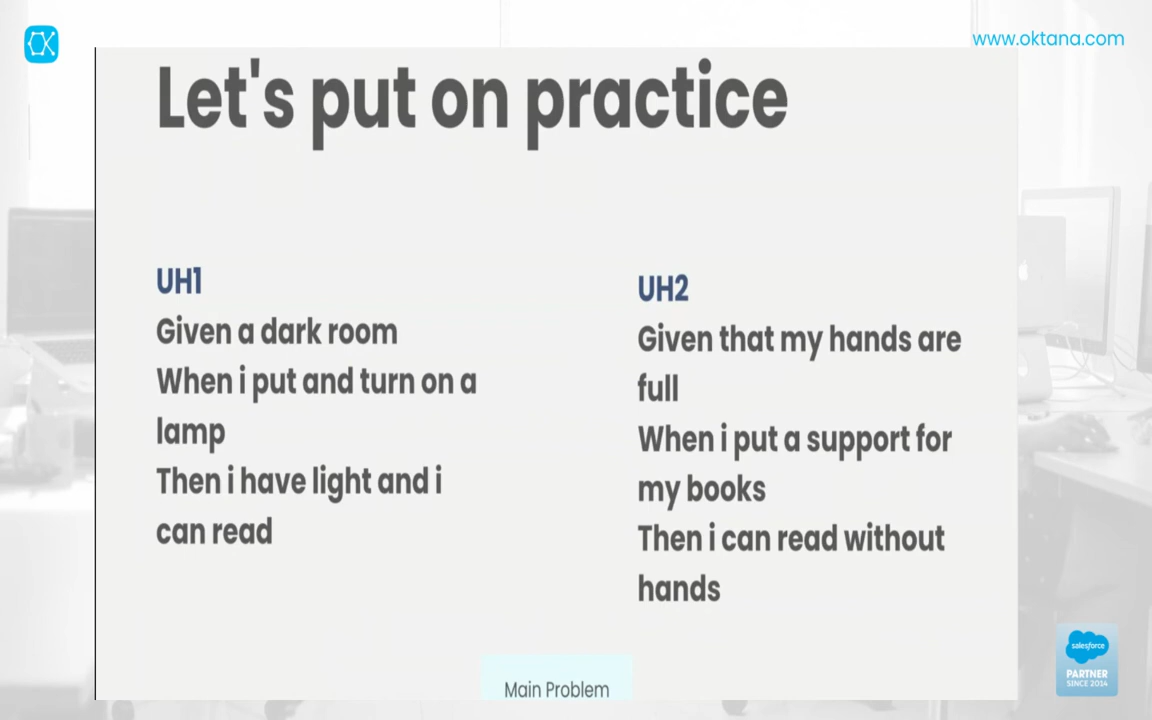 www.oktana.com
Let's put on practice
UH1
Given a dark room
When i put and turn on a
lamp
Then i have light and i
can read
UH2
Given that my hands are
full
When i put a support for
my books
Then i can read without
hands
Main Problem
salesforce
PARTNER
SINCE 2014